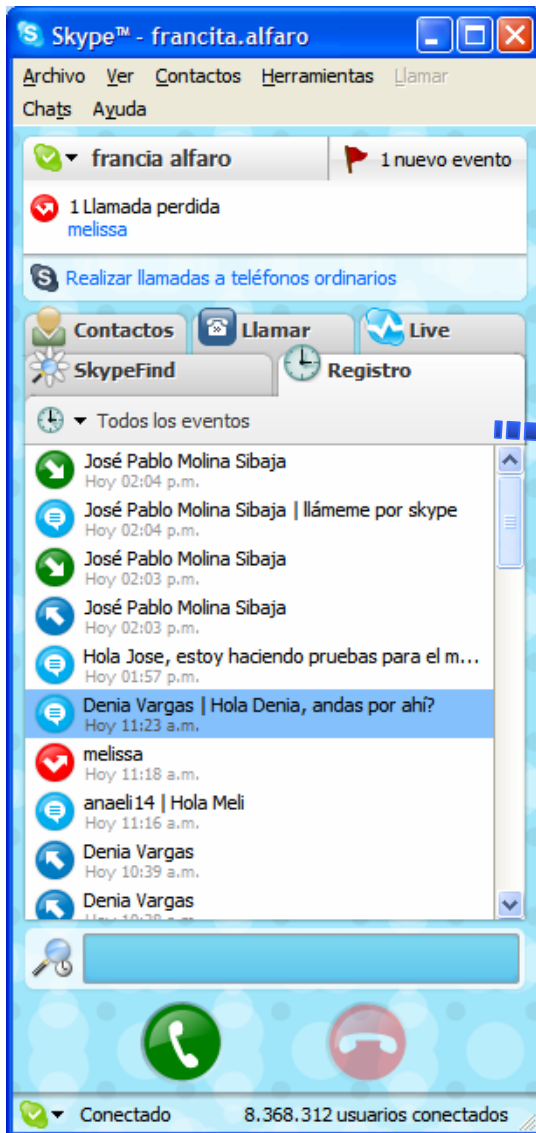 Skype™ - francita.alfaro
Archivo Ver Contactos Herramientas Llamar
Chats Ayuda
francia alfaro 1 nuevo evento
1 Llamada perdida
melissa
Realizar llamadas a teléfonos ordinarios
Contactos Llamar Live
SkypeFind Registro
Todos los eventos
José Pablo Molina Sibaja
Hoy 02:04 p.m.
José Pablo Molina Sibaja | llámeme por skype
Hoy 02:04 p.m.
José Pablo Molina Sibaja
Hoy 02:03 p.m.
José Pablo Molina Sibaja
Hoy 02:03 p.m.
Hola Jose, estoy haciendo pruebas para el m...
Hoy 01:57 p.m.
Denia Vargas | Hola Denia, andas por ahí?
Hoy 11:23 a.m.
melissa
Hoy 11:18 a.m.
anaeli14 | Hola Meli
Hoy 11:16 a.m.
Denia Vargas
Hoy 10:39 a.m.
Denia Vargas
Conectado 8.368.312 usuarios conectados